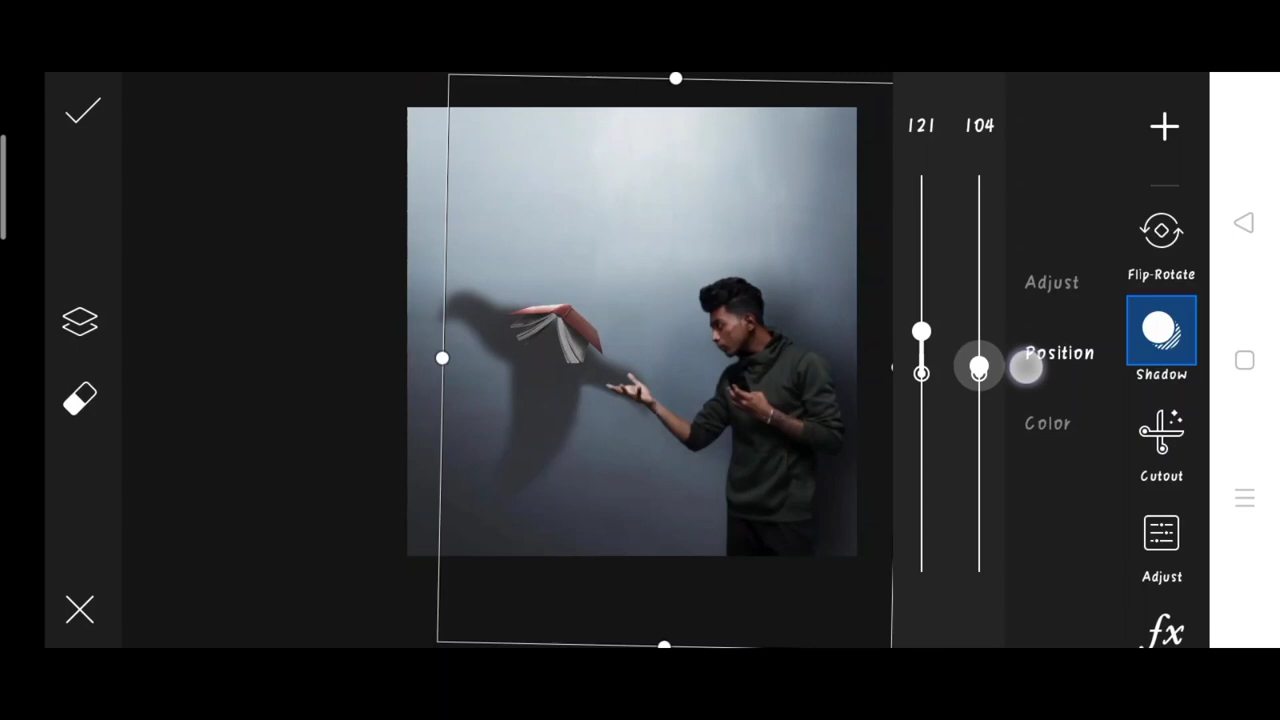 121 104
Adjust
Position
Color
Flip-Rotate
Shadow
Cutout
Adjust
fx